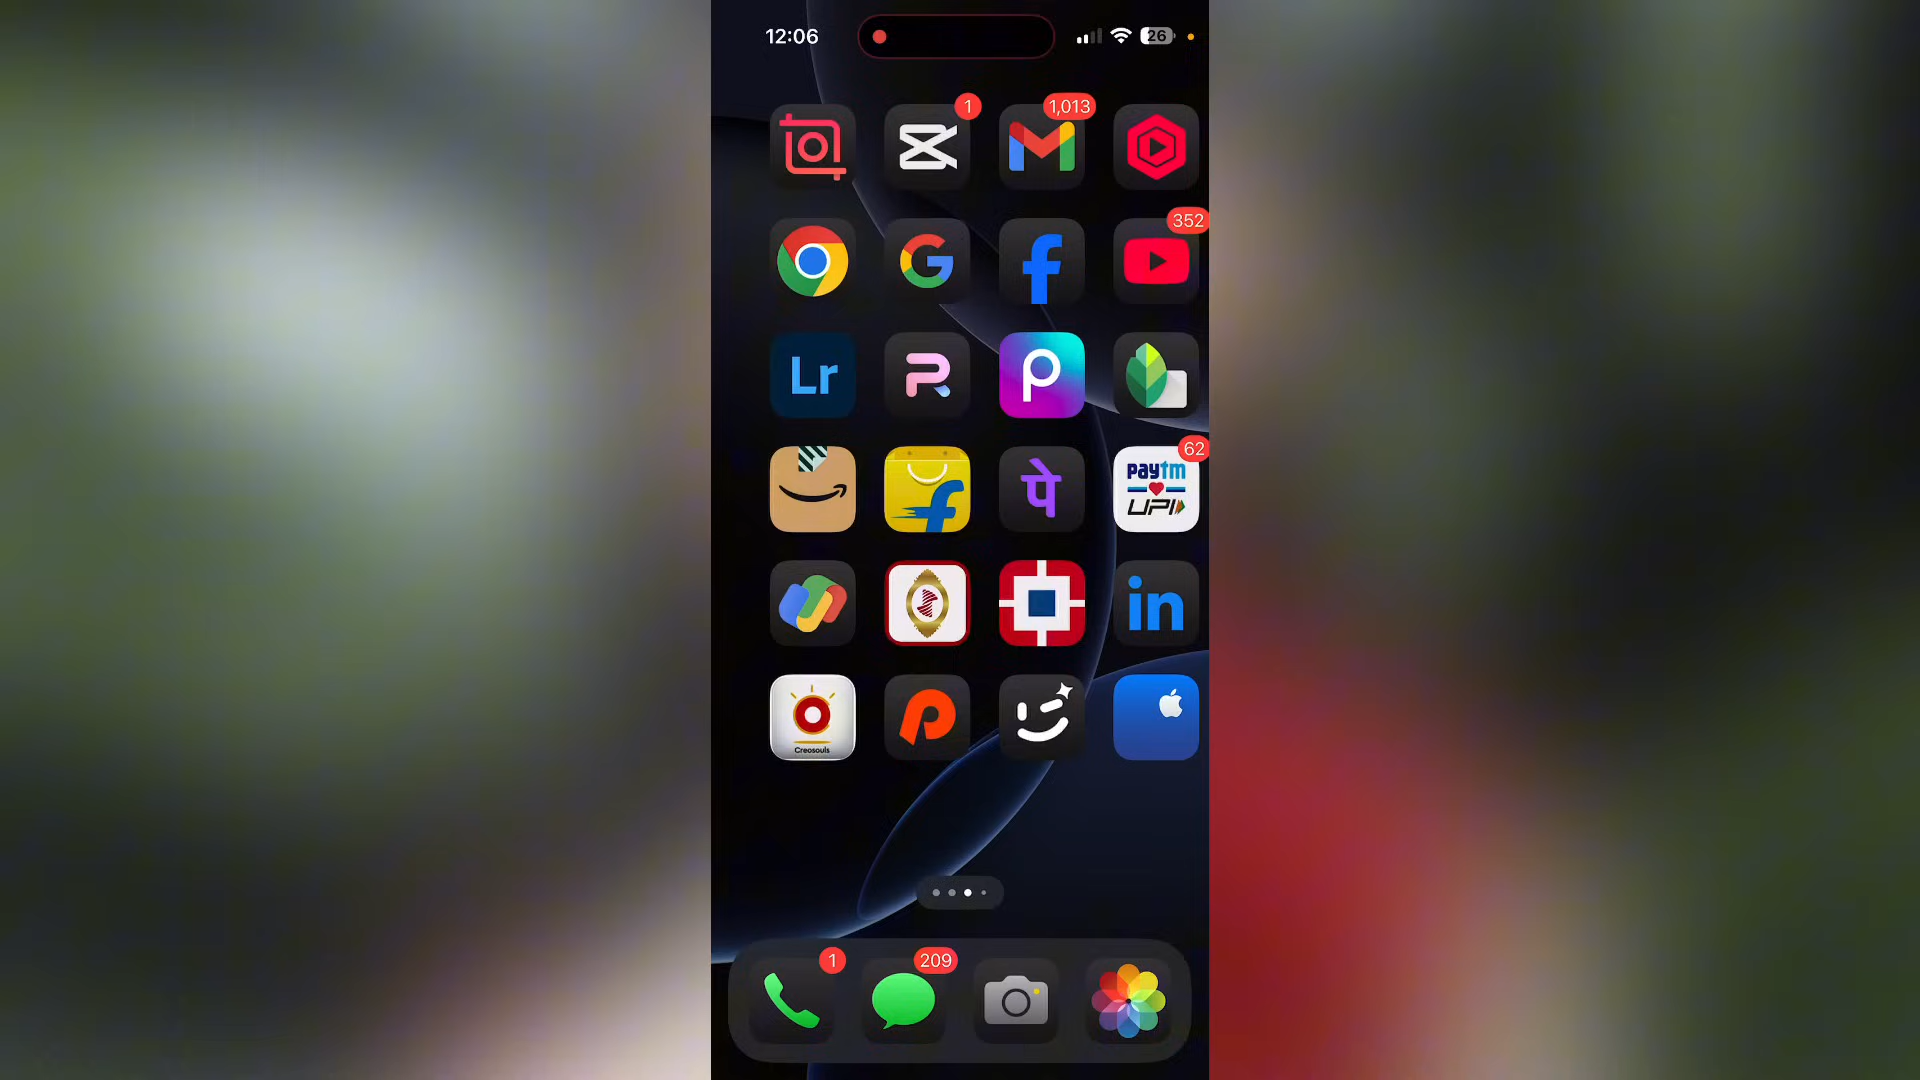 12:06
26
1
1,013
352
Lr
62
paytm
UPI
पे
in
Creosouls
1
209